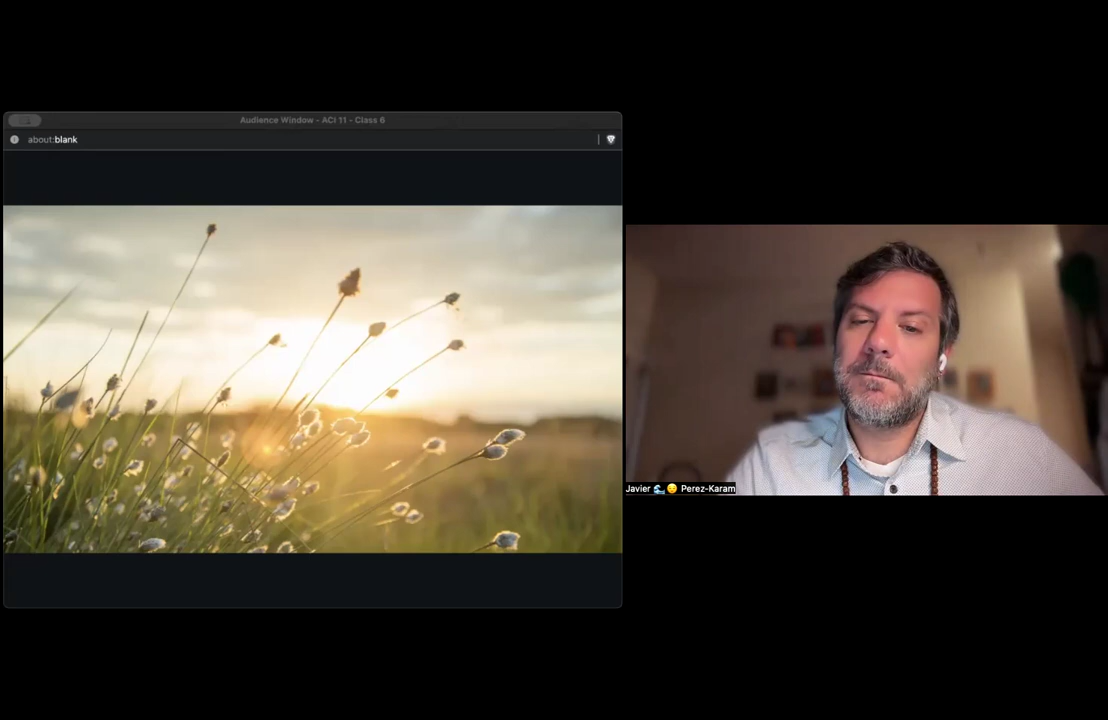 Audience Window - ACI 11 - Class 6
about:blank
Javier 🌊😌 Perez-Karam